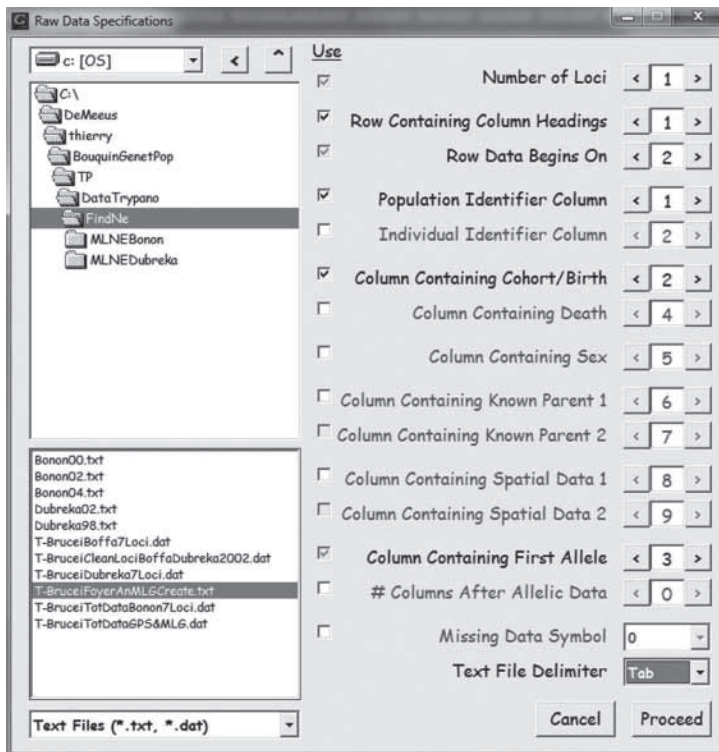 Raw Data Specifications
c: [OS]
<
^
C:\
DeMeeus
thierry
BouquinGenetPop
TP
DataTrypano
FindNe
MLNEBonon
MLNEDubreka
Bonon00.txt
Bonon02.txt
Bonon04.txt
Dubreka02.txt
Dubreka98.txt
T-BruceiBoffa7Loci.dat
T-BruceiCleanLociBoffaDubreka2002.dat
T-BruceiDubreka7Loci.dat
T-BruceiFoyerAnMLGCreate.txt
T-BruceiTotDataBonon7Loci.dat
T-BruceiTotDataGPS&MLG.dat
Text Files (*.txt, *.dat)
Use
Number of Loci < 1 >
Row Containing Column Headings < 1 >
Row Data Begins On < 2 >
Population Identifier Column < 1 >
Individual Identifier Column < 2 >
Column Containing Cohort/Birth < 2 >
Column Containing Death < 4 >
Column Containing Sex < 5 >
Column Containing Known Parent 1 < 6 >
Column Containing Known Parent 2 < 7 >
Column Containing Spatial Data 1 < 8 >
Column Containing Spatial Data 2 < 9 >
Column Containing First Allele < 3 >
# Columns After Allelic Data < 0 >
Missing Data Symbol 0
Text File Delimiter Tab
Cancel Proceed